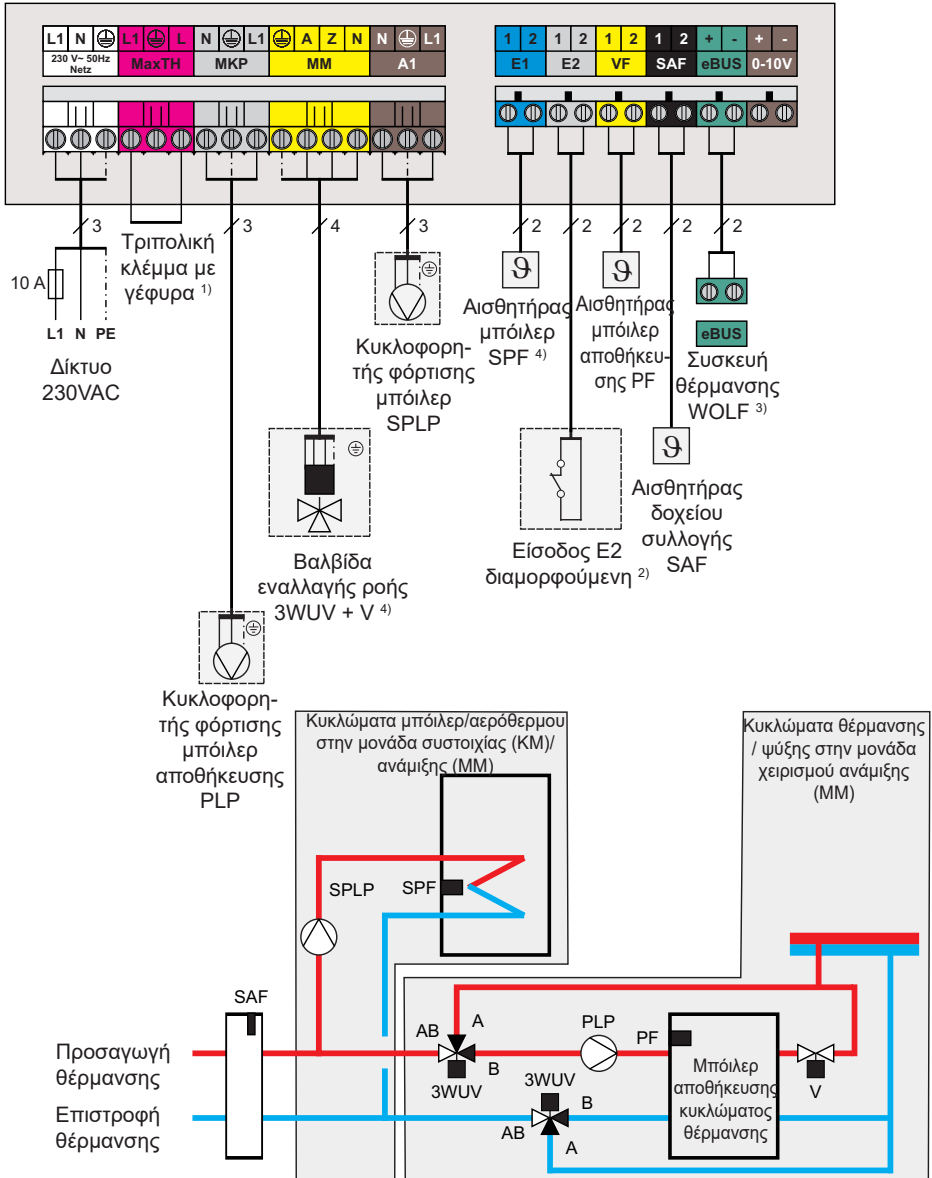 L1 N L1 L N L1 A Z N N L1
230 V~ 50Hz
Netz
MaxTH MKP MM A1
1 2 1 2 1 2 1 2 + - + -
E1 E2 VF SAF eBUS 0-10V
3 3 4 3 2 2 2 2 2
10 A
L1 N PE
Δίκτυο
230VAC
Τριπολική
κλέμμα με
γέφυρα 1)
Κυκλοφορη-
τής φόρτισης
μπόιλερ
SPLP
Αισθητήρας
μπόιλερ
SPF 4)
Αισθητήρας
μπόιλερ
αποθήκευ-
σης PF
eBUS
Συσκευή
θέρμανσης
WOLF 3)
Βαλβίδα
εναλλαγής ροής
3WUV + V 4)
Είσοδος E2
διαμορφούμενη 2)
Αισθητήρας
δοχείου
συλλογής
SAF
Κυκλοφορη-
τής φόρτισης
μπόιλερ
αποθήκευσης
PLP
Κυκλώματα μπόιλερ/αερόθερμου
στην μονάδα συστοιχίας (KM)/
ανάμιξης (MM)
Κυκλώματα θέρμανσης
/ ψύξης στην μονάδα
χειρισμού ανάμιξης
(MM)
SPLP
SPF
SAF
AB
A
B
3WUV
PLP
PF
V
3WUV
B
AB
A
Προσαγωγή
θέρμανσης
Επιστροφή
θέρμανσης
Μπόιλερ
αποθήκευσης
κυκλώματος
θέρμανσης